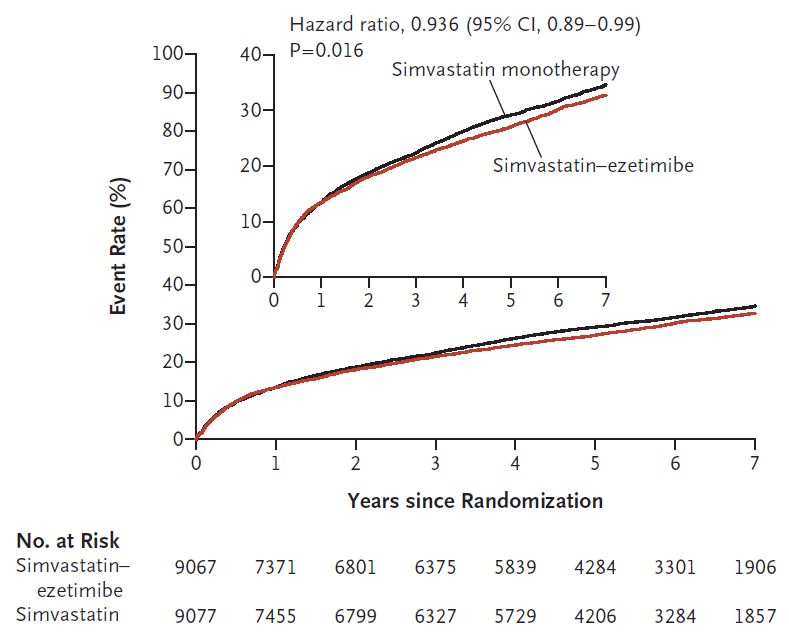 Hazard ratio, 0.936 (95% CI, 0.89–0.99)
P=0.016
Simvastatin monotherapy
Simvastatin–ezetimibe
40
30
20
10
0
0 1 2 3 4 5 6 7
Event Rate (%)
100
90
80
70
60
50
40
30
20
10
0
0 1 2 3 4 5 6 7
Years since Randomization
No. at Risk
Simvastatin– 9067 7371 6801 6375 5839 4284 3301 1906
ezetimibe
Simvastatin 9077 7455 6799 6327 5729 4206 3284 1857